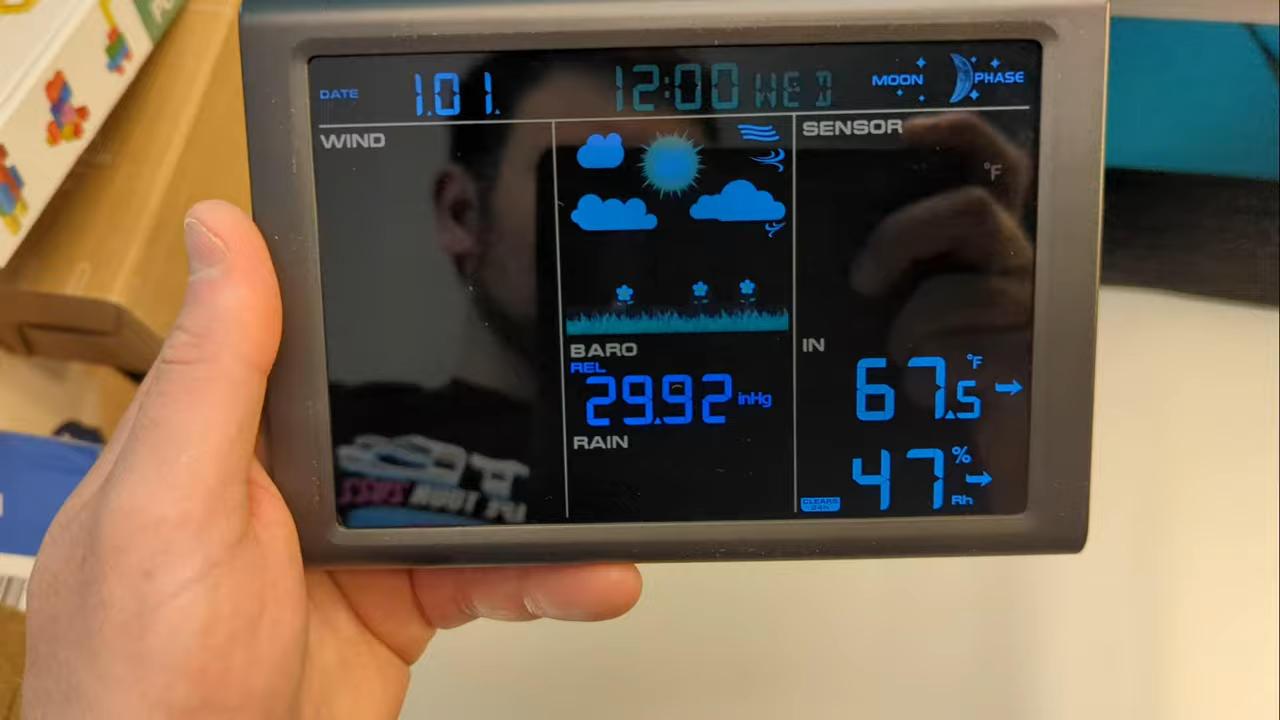 DATE 1.01. 12:00 WED MOON PHASE
WIND
SENSOR
°F
BARO
REL
29.92 inHg
RAIN
IN
67.5 °F
47 % Rh
CLEARS
24h